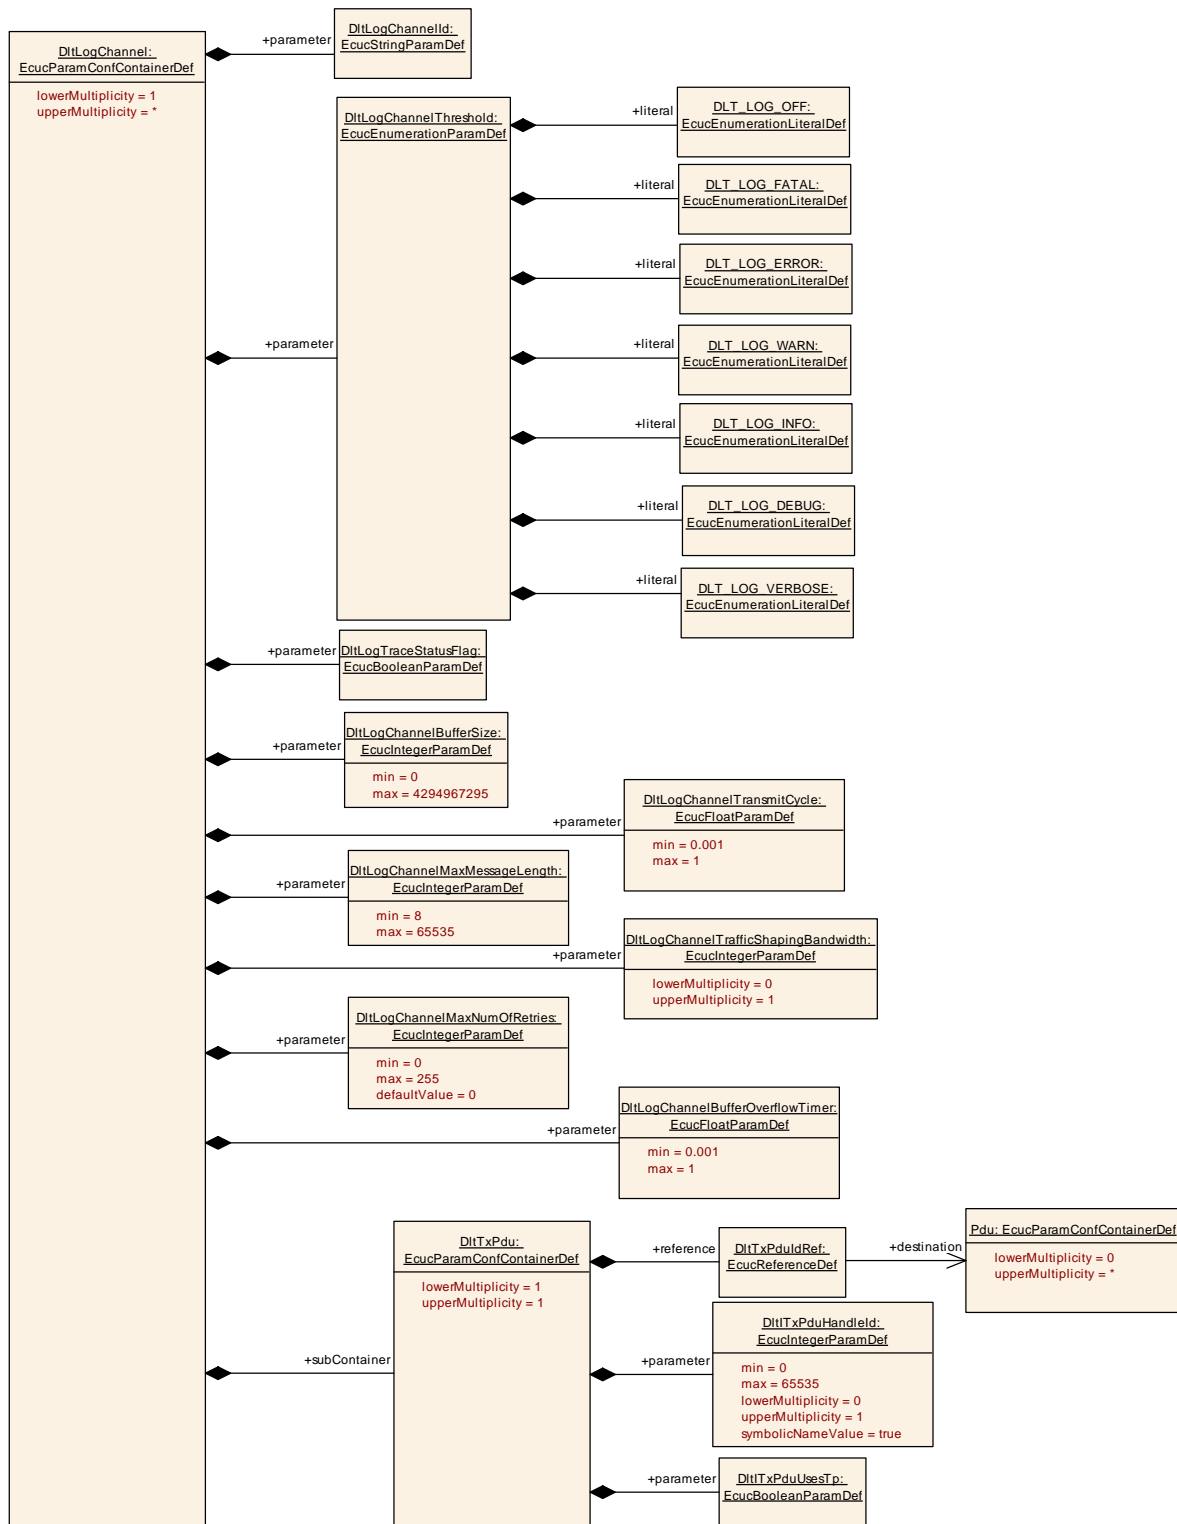 DltLogChannel:
EcucParamConfContainerDef
lowerMultiplicity = 1
upperMultiplicity = *
+parameter
DltLogChannelId:
EcucStringParamDef
+parameter
DltLogChannelThreshold:
EcucEnumerationParamDef
+literal
DLT_LOG_OFF:
EcucEnumerationLiteralDef
+literal
DLT_LOG_FATAL:
EcucEnumerationLiteralDef
+literal
DLT_LOG_ERROR:
EcucEnumerationLiteralDef
+literal
DLT_LOG_WARN:
EcucEnumerationLiteralDef
+literal
DLT_LOG_INFO:
EcucEnumerationLiteralDef
+literal
DLT_LOG_DEBUG:
EcucEnumerationLiteralDef
+literal
DLT_LOG_VERBOSE:
EcucEnumerationLiteralDef
+parameter
DltLogTraceStatusFlag:
EcucBooleanParamDef
+parameter
DltLogChannelBufferSize:
EcucIntegerParamDef
min = 0
max = 4294967295
+parameter
DltLogChannelTransmitCycle:
EcucFloatParamDef
min = 0.001
max = 1
+parameter
DltLogChannelMaxMessageLength:
EcucIntegerParamDef
min = 8
max = 65535
+parameter
DltLogChannelTrafficShapingBandwidth:
EcucIntegerParamDef
lowerMultiplicity = 0
upperMultiplicity = 1
+parameter
DltLogChannelMaxNumOfRetries:
EcucIntegerParamDef
min = 0
max = 255
defaultValue = 0
+parameter
DltLogChannelBufferOverflowTimer:
EcucFloatParamDef
min = 0.001
max = 1
+subContainer
DltTxPdu:
EcucParamConfContainerDef
lowerMultiplicity = 1
upperMultiplicity = 1
+reference
DltTxPduIdRef:
EcucReferenceDef
+destination
Pdu: EcucParamConfContainerDef
lowerMultiplicity = 0
upperMultiplicity = *
+parameter
DltITxPduHandleId:
EcucIntegerParamDef
min = 0
max = 65535
lowerMultiplicity = 0
upperMultiplicity = 1
symbolicNameValue = true
+parameter
DltITxPduUsesTp:
EcucBooleanParamDef